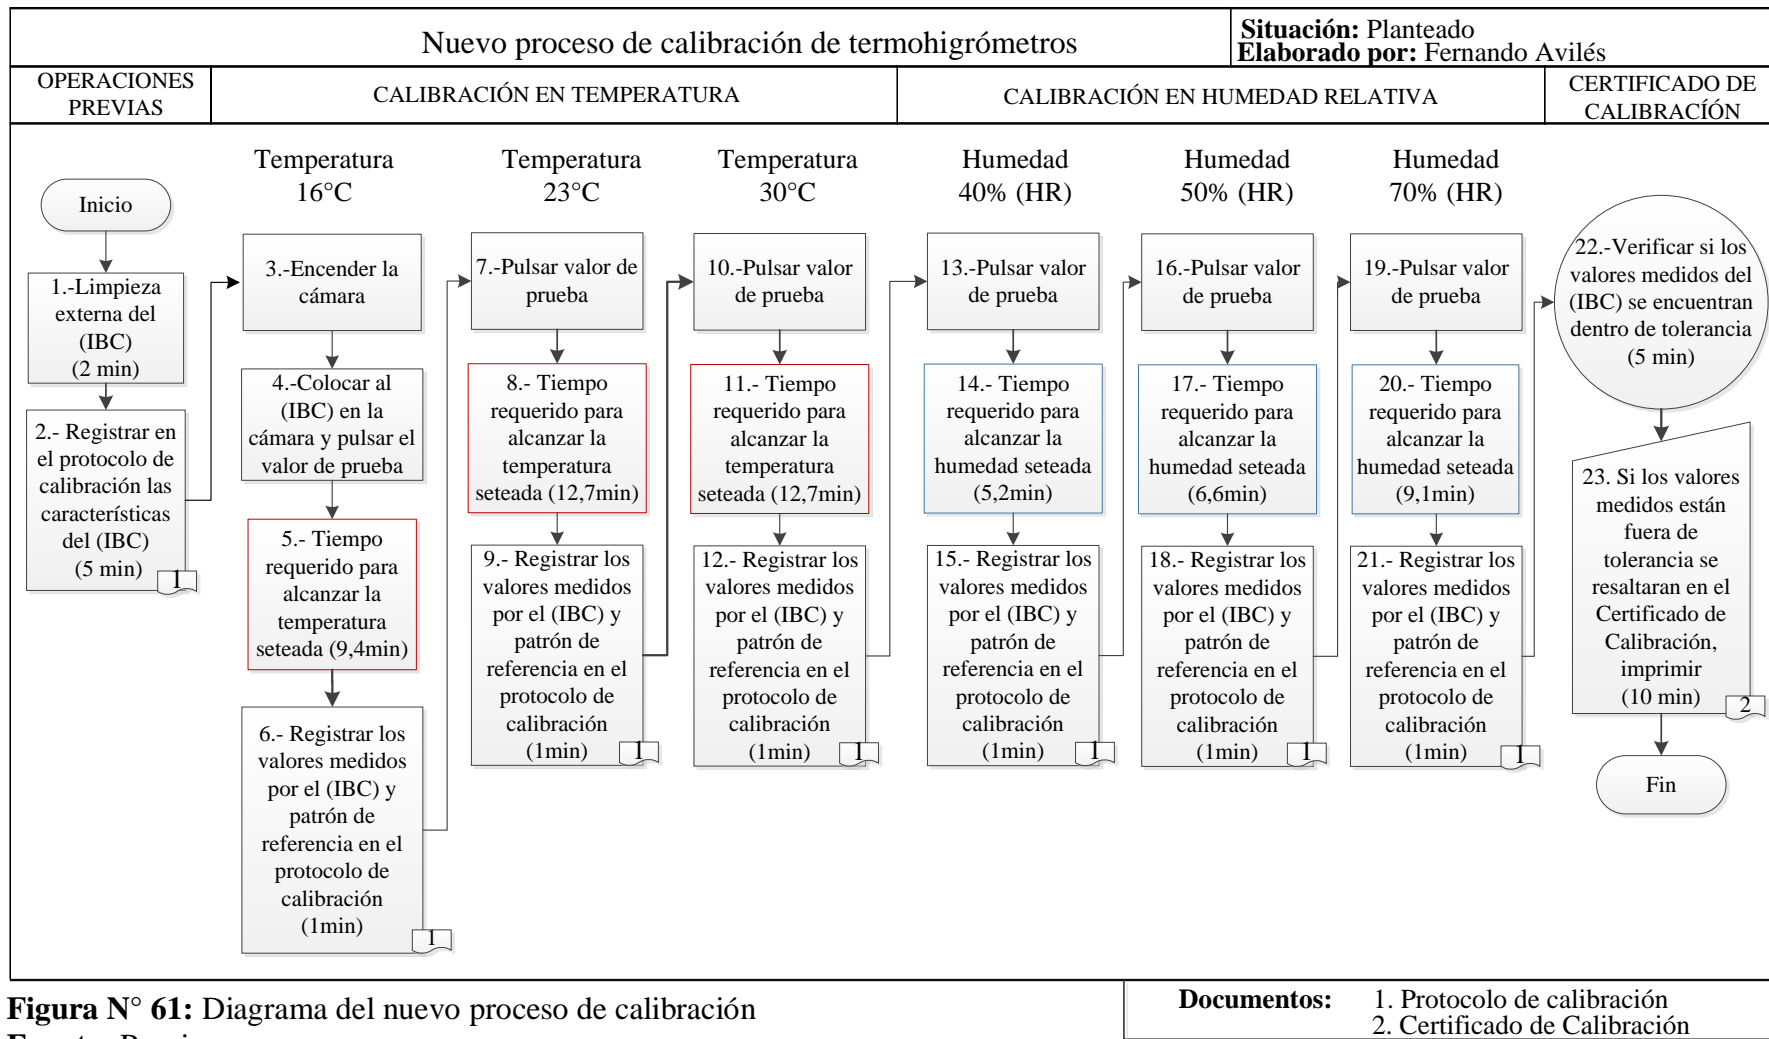 Nuevo proceso de calibración de termohigrómetros
Situación: Planteado
Elaborado por: Fernando Avilés
OPERACIONES
PREVIAS
CALIBRACIÓN EN TEMPERATURA
CALIBRACIÓN EN HUMEDAD RELATIVA
CERTIFICADO DE
CALIBRACÍÓN
Inicio
1.-Limpieza
externa del
(IBC)
(2 min)
2.- Registrar en
el protocolo de
calibración las
características
del (IBC)
(5 min)
1
Temperatura
16°C
3.-Encender la
cámara
4.-Colocar al
(IBC) en la
cámara y pulsar el
valor de prueba
5.- Tiempo
requerido para
alcanzar la
temperatura
seteada (9,4min)
6.- Registrar los
valores medidos
por el (IBC) y
patrón de
referencia en el
protocolo de
calibración
(1min)
1
Temperatura
23°C
7.-Pulsar valor de
prueba
8.- Tiempo
requerido para
alcanzar la
temperatura
seteada (12,7min)
9.- Registrar los
valores medidos
por el (IBC) y
patrón de
referencia en el
protocolo de
calibración
(1min)
1
Temperatura
30°C
10.-Pulsar valor
de prueba
11.- Tiempo
requerido para
alcanzar la
temperatura
seteada (12,7min)
12.- Registrar los
valores medidos
por el (IBC) y
patrón de
referencia en el
protocolo de
calibración
(1min)
1
Humedad
40% (HR)
13.-Pulsar valor
de prueba
14.- Tiempo
requerido para
alcanzar la
humedad seteada
(5,2min)
15.- Registrar los
valores medidos
por el (IBC) y
patrón de
referencia en el
protocolo de
calibración
(1min)
1
Humedad
50% (HR)
16.-Pulsar valor
de prueba
17.- Tiempo
requerido para
alcanzar la
humedad seteada
(6,6min)
18.- Registrar los
valores medidos
por el (IBC) y
patrón de
referencia en el
protocolo de
calibración
(1min)
1
Humedad
70% (HR)
19.-Pulsar valor
de prueba
20.- Tiempo
requerido para
alcanzar la
humedad seteada
(9,1min)
21.- Registrar los
valores medidos
por el (IBC) y
patrón de
referencia en el
protocolo de
calibración
(1min)
1
22.-Verificar si los
valores medidos del
(IBC) se encuentran
dentro de tolerancia
(5 min)
23. Si los valores
medidos están
fuera de
tolerancia se
resaltaran en el
Certificado de
Calibración,
imprimir
(10 min)
2
Fin
Figura N° 61: Diagrama del nuevo proceso de calibración
Documentos:
1. Protocolo de calibración
2. Certificado de Calibración